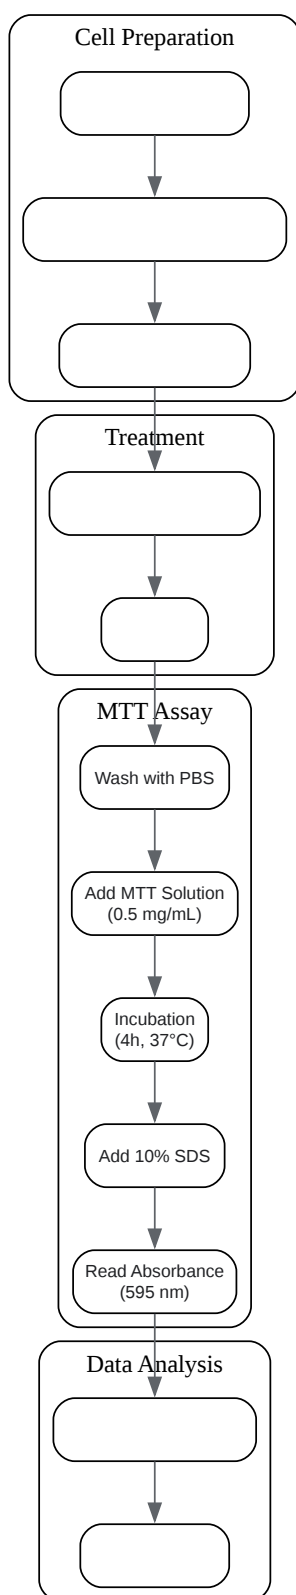 Cell Preparation
Treatment
MTT Assay
Wash with PBS
Add MTT Solution
(0.5 mg/mL)
Incubation
(4h, 37°C)
Add 10% SDS
Read Absorbance
(595 nm)
Data Analysis